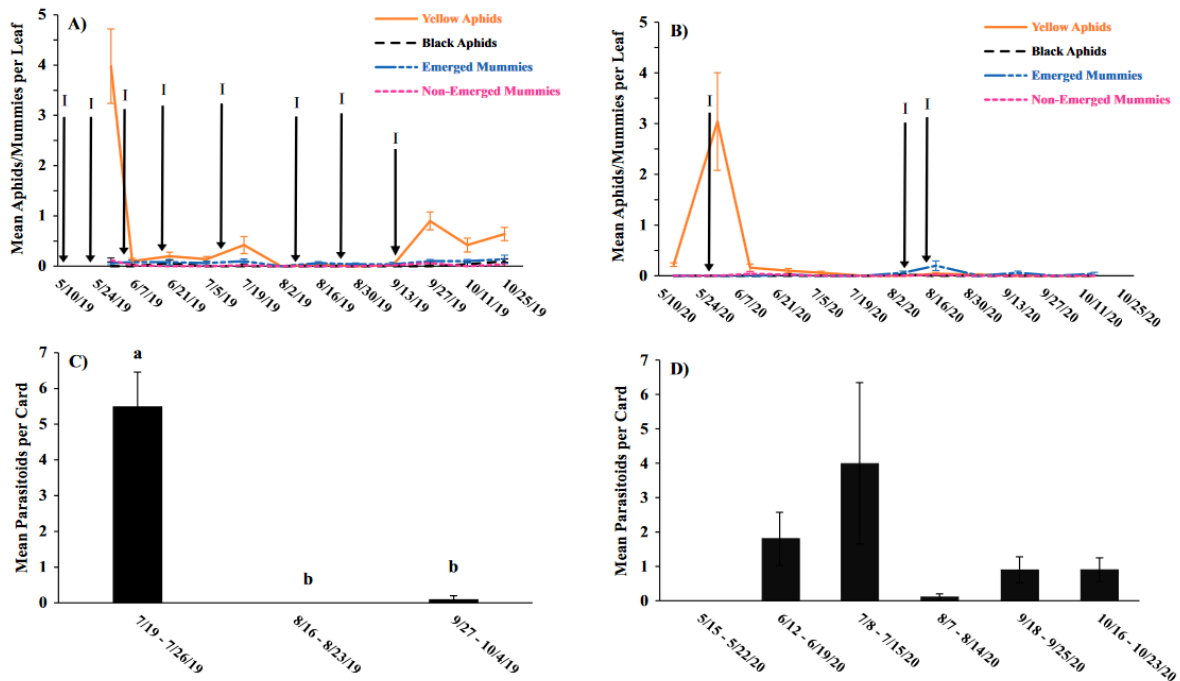 A)
Mean Aphids/Mummies per Leaf
5
4
3
2
1
0
Yellow Aphids
Black Aphids
Emerged Mummies
Non-Emerged Mummies
I
I
I
I
I
I
I
I
5/10/19
5/24/19
6/7/19
6/21/19
7/5/19
7/19/19
8/2/19
8/16/19
8/30/19
9/13/19
9/27/19
10/11/19
10/25/19
B)
Mean Aphids/Mummies per Leaf
5
4
3
2
1
0
Yellow Aphids
Black Aphids
Emerged Mummies
Non-Emerged Mummies
I
I
I
5/10/20
5/24/20
6/7/20
6/21/20
7/5/20
7/19/20
8/2/20
8/16/20
8/30/20
9/13/20
9/27/20
10/11/20
10/25/20
C)
Mean Parasitoids per Card
7
6
5
4
3
2
1
0
a
b
b
7/19 - 7/26/19
8/16 - 8/23/19
9/27 - 10/4/19
D)
Mean Parasitoids per Card
7
6
5
4
3
2
1
0
5/15 - 5/22/20
6/12 - 6/19/20
7/8 - 7/15/20
8/7 - 8/14/20
9/18 - 9/25/20
10/16 - 10/23/20